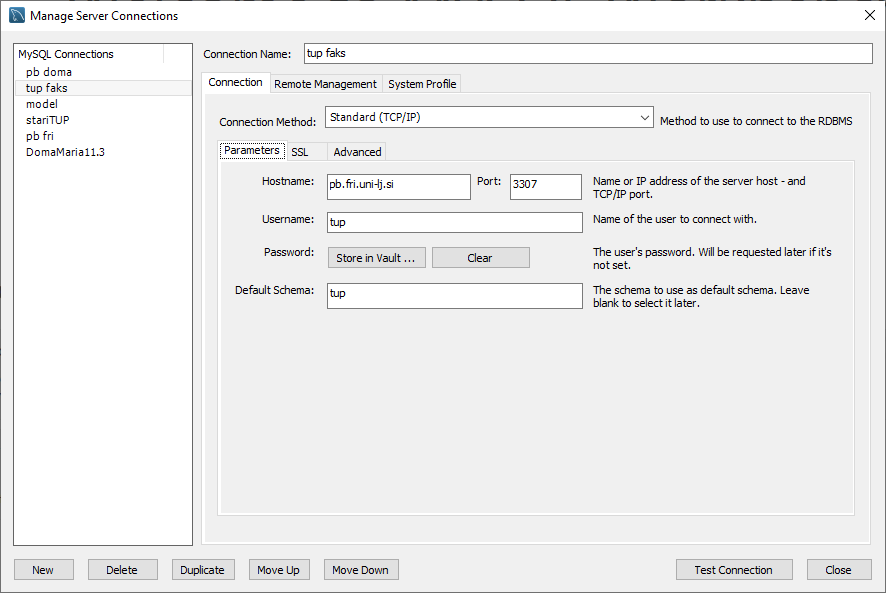 Manage Server Connections
MySQL Connections
pb doma
tup faks
model
stariTUP
pb fri
DomaMaria11.3
Connection Name: tup faks
Connection Remote Management System Profile
Connection Method: Standard (TCP/IP) Method to use to connect to the RDBMS
Parameters SSL Advanced
Hostname: pb.fri.uni-lj.si Port: 3307 Name or IP address of the server host - and
TCP/IP port.
Username: tup Name of the user to connect with.
Password: Store in Vault ... Clear The user's password. Will be requested later if it's
not set.
Default Schema: tup The schema to use as default schema. Leave
blank to select it later.
New Delete Duplicate Move Up Move Down Test Connection Close